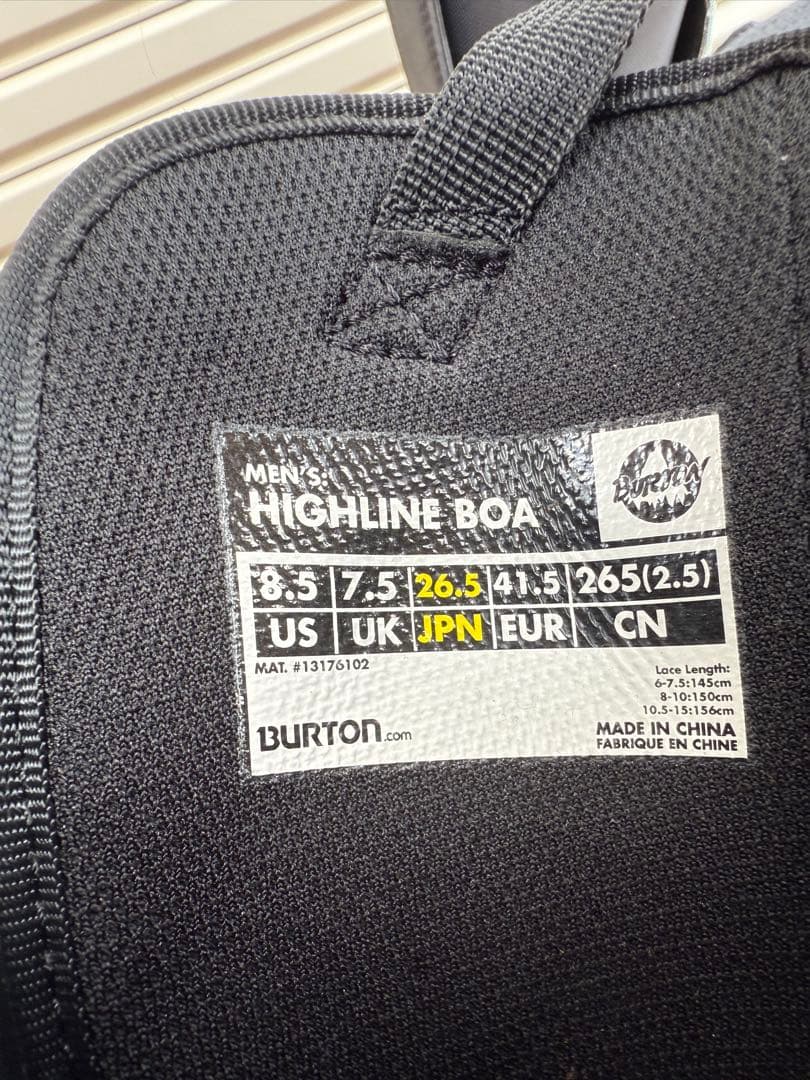 MEN'S:
HIGHLINE BOA
BURTON
8.5 7.5 26.5 41.5 265(2.5)
US UK JPN EUR CN
MAT. #13176102
Lace Length:
6-7.5:145cm
8-10:150cm
10.5-15:156cm
BURTON.com
MADE IN CHINA
FABRIQUE EN CHINE